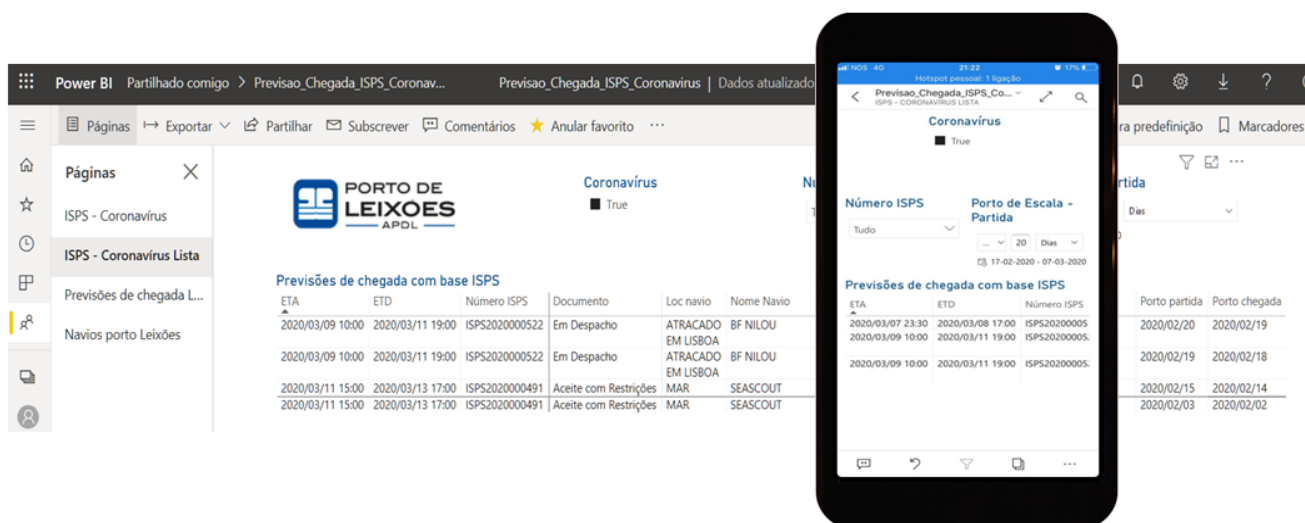 Power BI Partilhado comigo > Previsao_Chegada_ISPS_Coronav... Previsao_Chegada_ISPS_Coronavirus | Dados atualizado
Páginas Exportar Partilhar Subscrever Comentários Anular favorito ... ra predefinição Marcadores
Páginas
ISPS - Coronavírus
ISPS - Coronavírus Lista
Previsões de chegada L...
Navios porto Leixões
PORTO DE
LEIXÕES
APDL
Coronavírus
True
Nú
rtida
Dias
Previsões de chegada com base ISPS
ETA ETD Número ISPS Documento Loc navio Nome Navio Porto partida Porto chegada
2020/03/09 10:00 2020/03/11 19:00 ISPS2020000522 Em Despacho ATRACADO EM LISBOA BF NILOU 2020/02/20 2020/02/19
2020/03/09 10:00 2020/03/11 19:00 ISPS2020000522 Em Despacho ATRACADO EM LISBOA BF NILOU 2020/02/19 2020/02/18
2020/03/11 15:00 2020/03/13 17:00 ISPS2020000491 Aceite com Restrições MAR SEASCOUT 2020/02/15 2020/02/14
2020/03/11 15:00 2020/03/13 17:00 ISPS2020000491 Aceite com Restrições MAR SEASCOUT 2020/02/03 2020/02/02
NOS 4G 21:22 17%
Hotspot pessoal: 1 ligação
Previsao_Chegada_ISPS_Co...
ISPS - CORONAVÍRUS LISTA
Coronavírus
True
Número ISPS
Tudo
Porto de Escala -
Partida
... 20 Dias
17-02-2020 - 07-03-2020
Previsões de chegada com base ISPS
ETA ETD Número ISPS
2020/03/07 23:30 2020/03/08 17:00 ISPS20200005
2020/03/09 10:00 2020/03/11 19:00 ISPS20200005
2020/03/09 10:00 2020/03/11 19:00 ISPS20200005
...